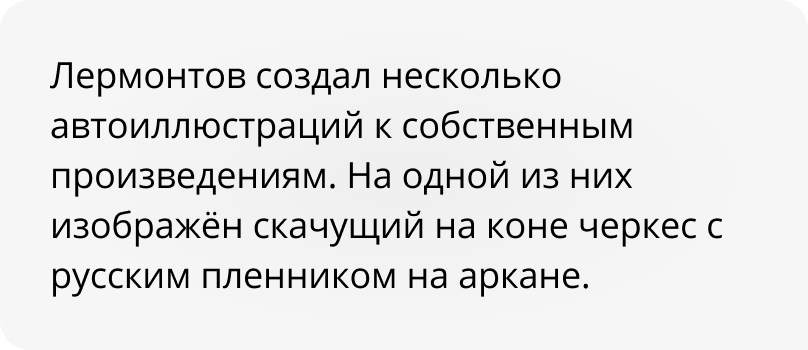 Лермонтов создал несколько
автоиллюстраций к собственным
произведениям. На одной из них
изображён скачущий на коне черкес с
русским пленником на аркане.